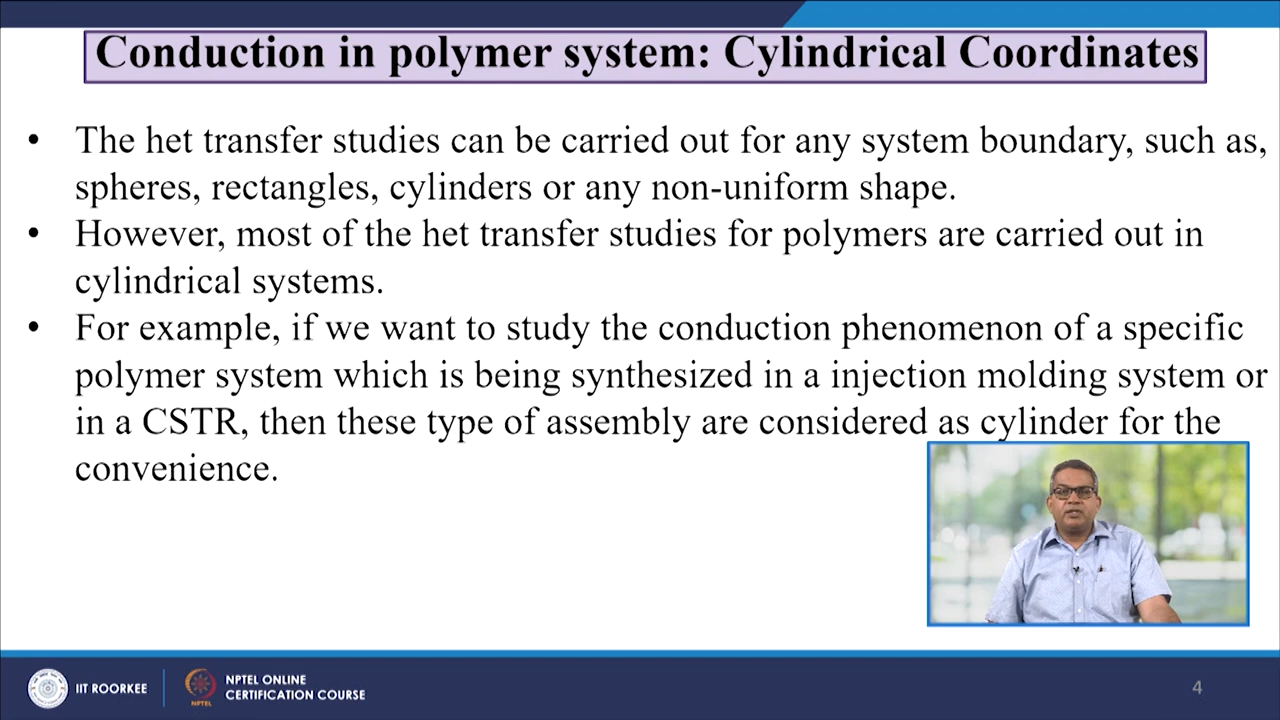 Conduction in polymer system: Cylindrical Coordinates
• The het transfer studies can be carried out for any system boundary, such as,
spheres, rectangles, cylinders or any non-uniform shape.
• However, most of the het transfer studies for polymers are carried out in
cylindrical systems.
• For example, if we want to study the conduction phenomenon of a specific
polymer system which is being synthesized in a injection molding system or
in a CSTR, then these type of assembly are considered as cylinder for the
convenience.
IIT ROORKEE
NPTEL
NPTEL ONLINE
CERTIFICATION COURSE
4